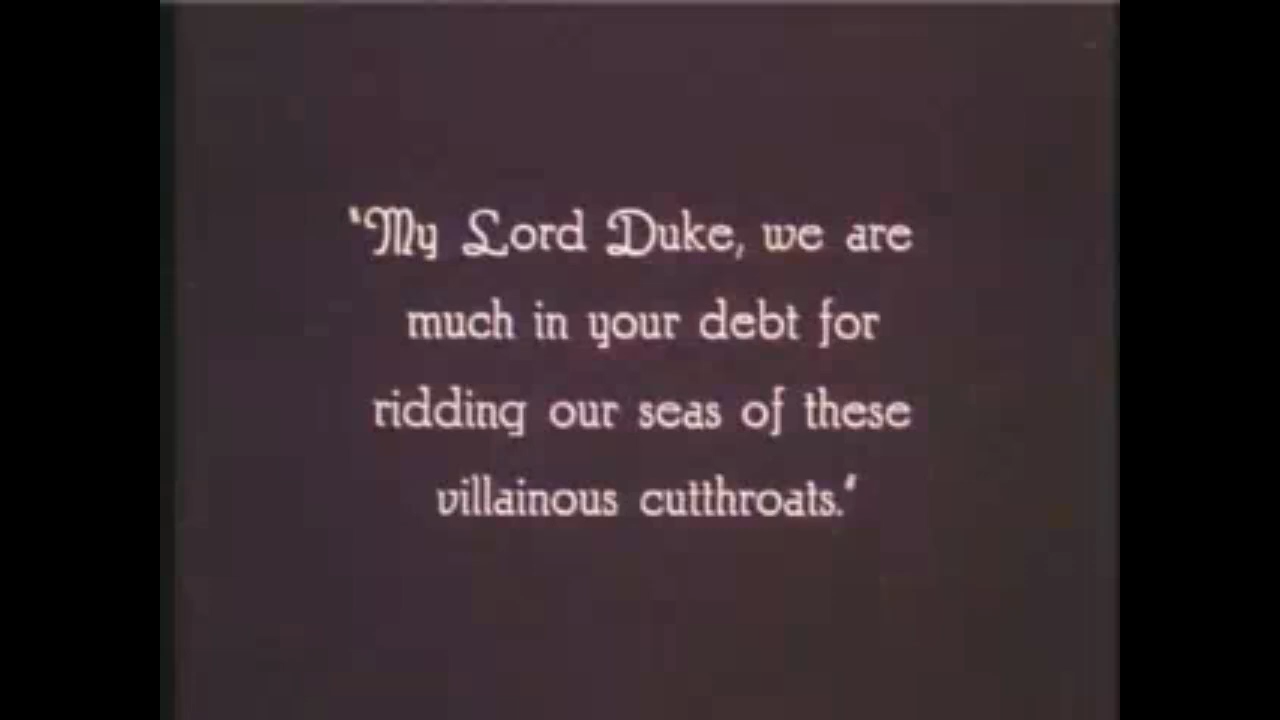 "My Lord Duke, we are
much in your debt for
ridding our seas of these
villainous cutthroats."